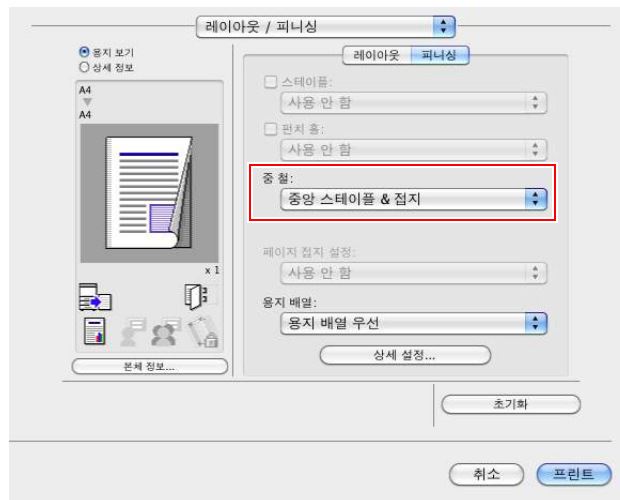 레이아웃 / 피니싱
용지 보기
상세 정보
A4
A4
x 1
본체 정보...
레이아웃 피니싱
스테이플:
사용 안 함
펀치 홀:
사용 안 함
중 철:
중앙 스테이플 & 접지
페이지 접지 설정:
사용 안 함
용지 배열:
용지 배열 우선
상세 설정...
초기화
취소 프린트